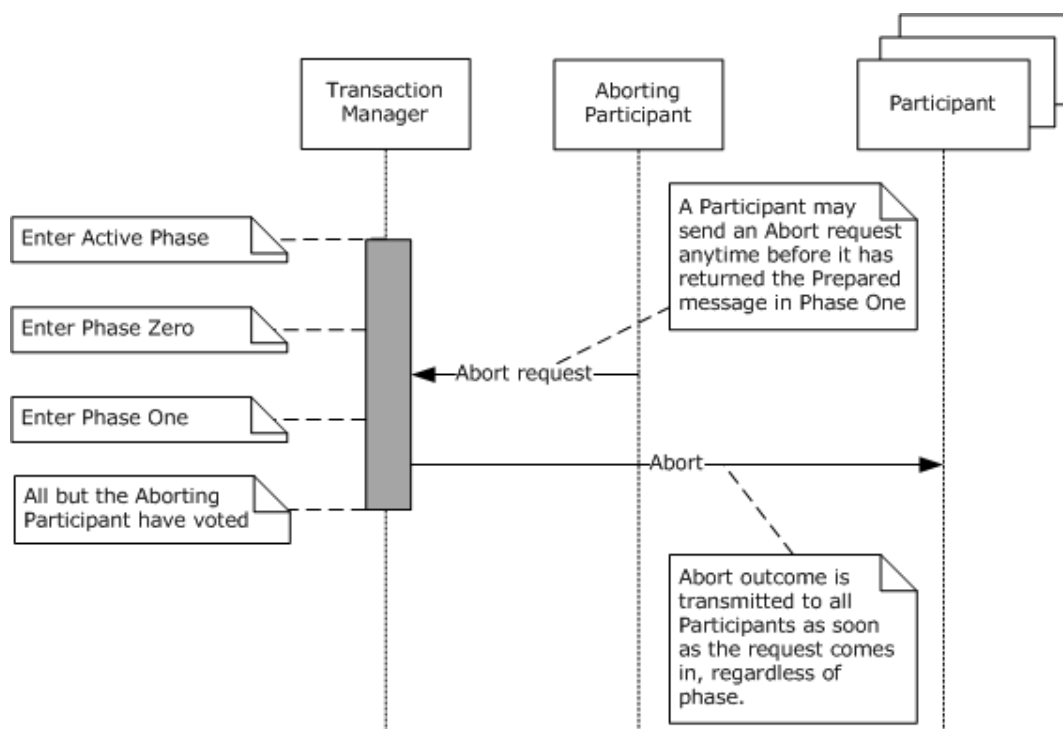 Transaction
Manager
Aborting
Participant
Participant
A Participant may
send an Abort request
anytime before it has
returned the Prepared
message in Phase One
Enter Active Phase
Enter Phase Zero
Abort request
Enter Phase One
Abort
All but the Aborting
Participant have voted
Abort outcome is
transmitted to all
Participants as soon
as the request comes
in, regardless of
phase.